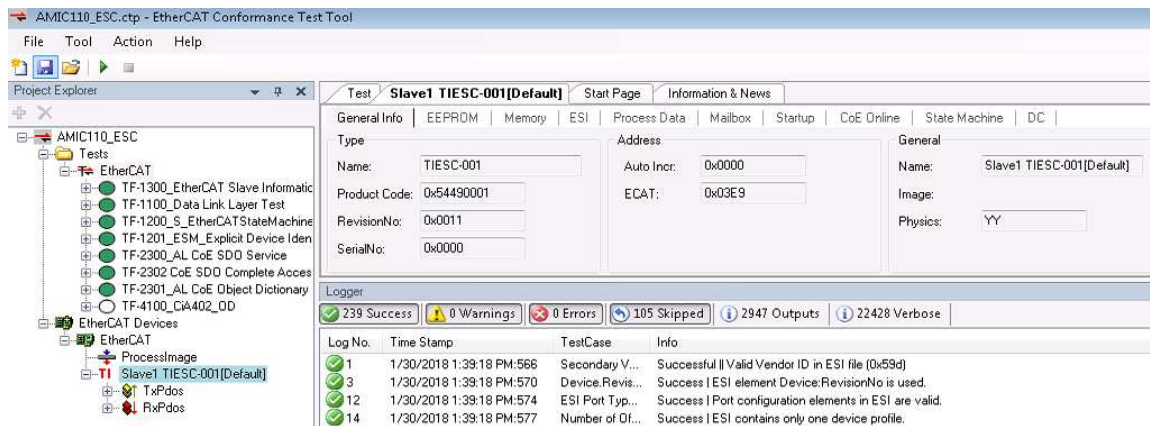 AMIC110_ESC.ctp - EtherCAT Conformance Test Tool
File Tool Action Help
Project Explorer
AMIC110_ESC
Tests
EtherCAT
TF-1300_EtherCAT Slave Informatic
TF-1100_Data Link Layer Test
TF-1200_S_EtherCATStateMachine
TF-1201_ESM_Explicit Device Iden
TF-2300_AL CoE SDO Service
TF-2302 CoE SDO Complete Acces
TF-2301_AL CoE Object Dictionary
TF-4100_CiA402_OD
EtherCAT Devices
EtherCAT
ProcessImage
TI Slave1 TIESC-001[Default]
TxPdos
RxPdos
Test Slave1 TIESC-001[Default] Start Page Information & News
General Info EEPROM Memory ESI Process Data Mailbox Startup CoE Online State Machine DC
Type Address General
Name: TIESC-001 Auto Incr: 0x0000 Name: Slave1 TIESC-001[Default]
Product Code: 0x54490001 ECAT: 0x03E9 Image:
RevisionNo: 0x0011 Physics: YY
SerialNo: 0x0000
Logger
239 Success 0 Warnings 0 Errors 105 Skipped 2947 Outputs 22428 Verbose
Log No. Time Stamp TestCase Info
1 1/30/2018 1:39:18 PM:566 Secondary V... Successful || Valid Vendor ID in ESI file (0x59d)
3 1/30/2018 1:39:18 PM:570 Device.Revis... Success | ESI element Device:RevisionNo is used.
12 1/30/2018 1:39:18 PM:574 ESI Port Typ... Success | Port configuration elements in ESI are valid.
14 1/30/2018 1:39:18 PM:577 Number of Of... Success | ESI contains only one device profile.